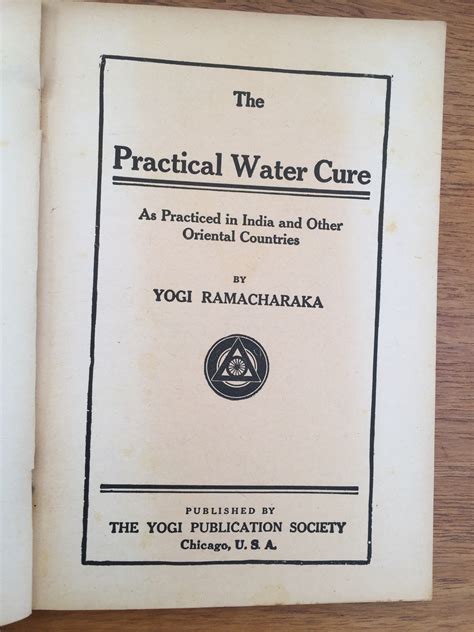 The
Practical Water Cure
As Practiced in India and Other
Oriental Countries
BY
YOGI RAMACHARAKA
PUBLISHED BY
THE YOGI PUBLICATION SOCIETY
Chicago, U. S. A.